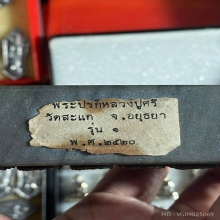 พระปรกหลวงปู่ศรี
วัดสะแก จ.อยุธยา
รุ่น ๑
พ.ศ.๒๕๒๐